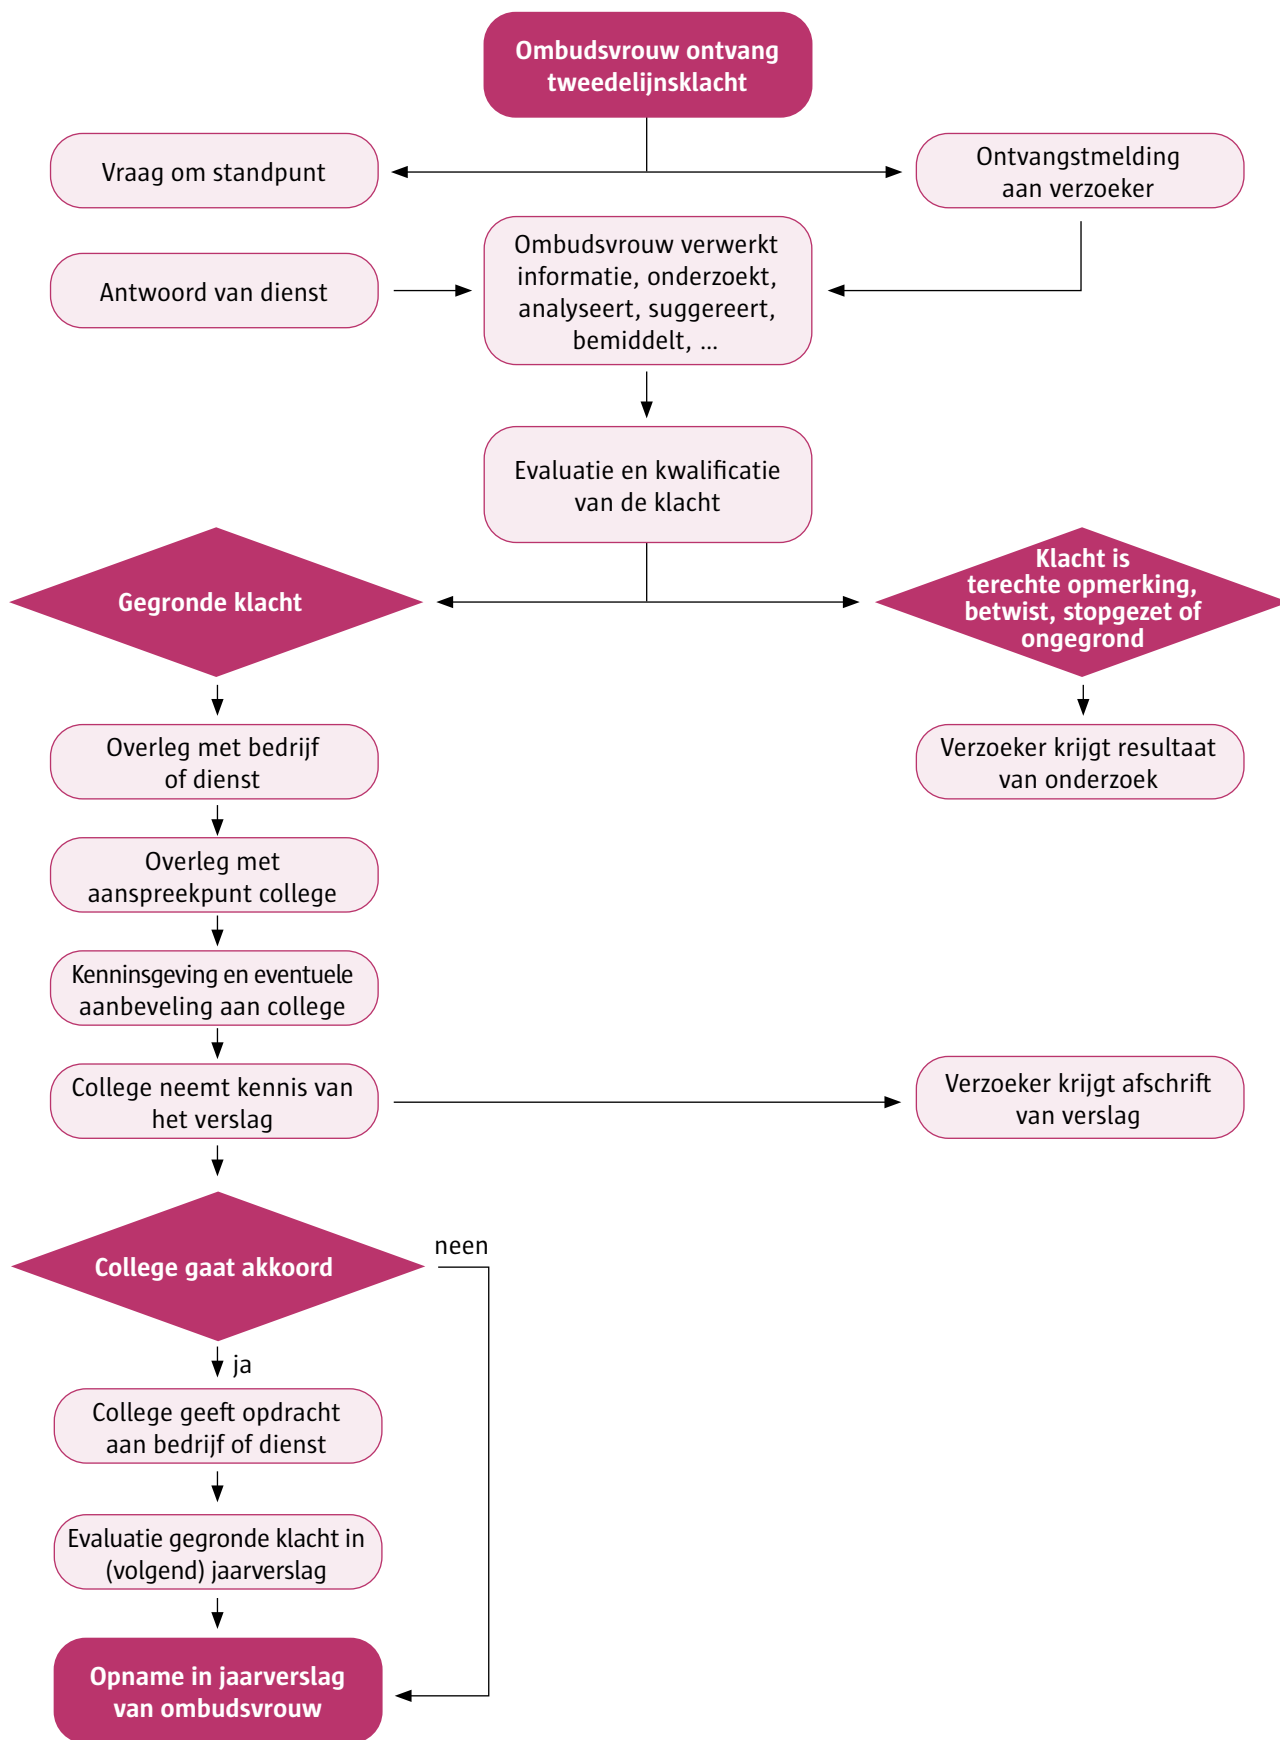 Ombudsvrouw ontvang
tweedelijnsklacht
Vraag om standpunt
Ontvangstmelding
aan verzoeker
Antwoord van dienst
Ombudsvrouw verwerkt
informatie, onderzoekt,
analyseert, suggereert,
bemiddelt, ...
Evaluatie en kwalificatie
van de klacht
Gegronde klacht
Klacht is
terechte opmerking,
betwist, stopgezet of
ongegrond
Overleg met bedrijf
of dienst
Verzoeker krijgt resultaat
van onderzoek
Overleg met
aanspreekpunt college
Kenninsgeving en eventuele
aanbeveling aan college
College neemt kennis van
het verslag
Verzoeker krijgt afschrift
van verslag
College gaat akkoord
neen
ja
College geeft opdracht
aan bedrijf of dienst
Evaluatie gegronde klacht in
(volgend) jaarverslag
Opname in jaarverslag
van ombudsvrouw